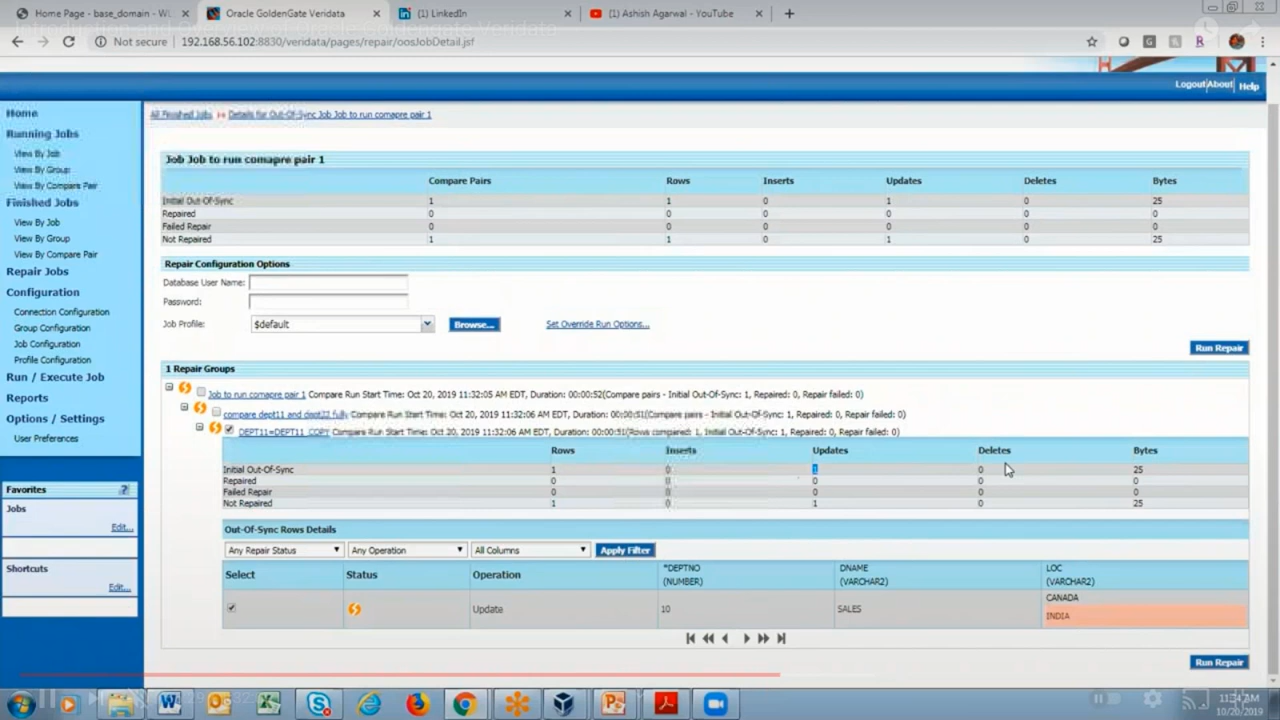 Home Page - base_domain - W
Oracle GoldenGate Veridata
(1) LinkedIn
(1) Ashish Agarwal - YouTube
Not secure
192.168.56.102:8830/veridata/pages/repair/oosJobDetail.jsf
Logout About Help
Home
Running Jobs
View By Job
View By Group
View By Compare Pair
Finished Jobs
View By Job
View By Group
View By Compare Pair
Repair Jobs
Configuration
Connection Configuration
Group Configuration
Job Configuration
Profile Configuration
Run / Execute Job
Reports
Options / Settings
User Preferences
Favorites ?
Jobs
Edit...
Shortcuts
Edit...
All Finished Jobs Details for Out-Of-Sync Job Job to run comapre pair 1
Job Job to run comapre pair 1
Compare Pairs Rows Inserts Updates Deletes Bytes
Initial Out-Of-Sync 1 1 0 1 0 25
Repaired 0 0 0 0 0 0
Failed Repair 0 0 0 0 0 0
Not Repaired 1 1 0 1 0 25
Repair Configuration Options
Database User Name:
Password:
Job Profile: $default Browse... Set Override Run Options...
Run Repair
1 Repair Groups
Job to run comapre pair 1 Compare Run Start Time: Oct 20, 2019 11:32:05 AM EDT, Duration: 00:00:52(Compare pairs - Initial Out-Of-Sync: 1, Repaired: 0, Repair failed: 0)
compare dept11 and dept22 fully Compare Run Start Time: Oct 20, 2019 11:32:06 AM EDT, Duration: 00:00:51(Compare pairs - Initial Out-Of-Sync: 1, Repaired: 0, Repair failed: 0)
DEPT11=DEPT11_COPY Compare Run Start Time: Oct 20, 2019 11:32:06 AM EDT, Duration: 00:00:51(Rows compared: 1, Initial Out-Of-Sync: 1, Repaired: 0, Repair failed: 0)
Rows Inserts Updates Deletes Bytes
Initial Out-Of-Sync 1 0 1 0 25
Repaired 0 0 0 0 0
Failed Repair 0 0 0 0 0
Not Repaired 1 0 1 0 25
Out-Of-Sync Rows Details
Any Repair Status Any Operation All Columns Apply Filter
Select Status Operation *DEPTNO (NUMBER) DNAME (VARCHAR2) LOC (VARCHAR2)
Update 10 SALES CANADA
INDIA
Run Repair
11:34 AM
10/20/2019